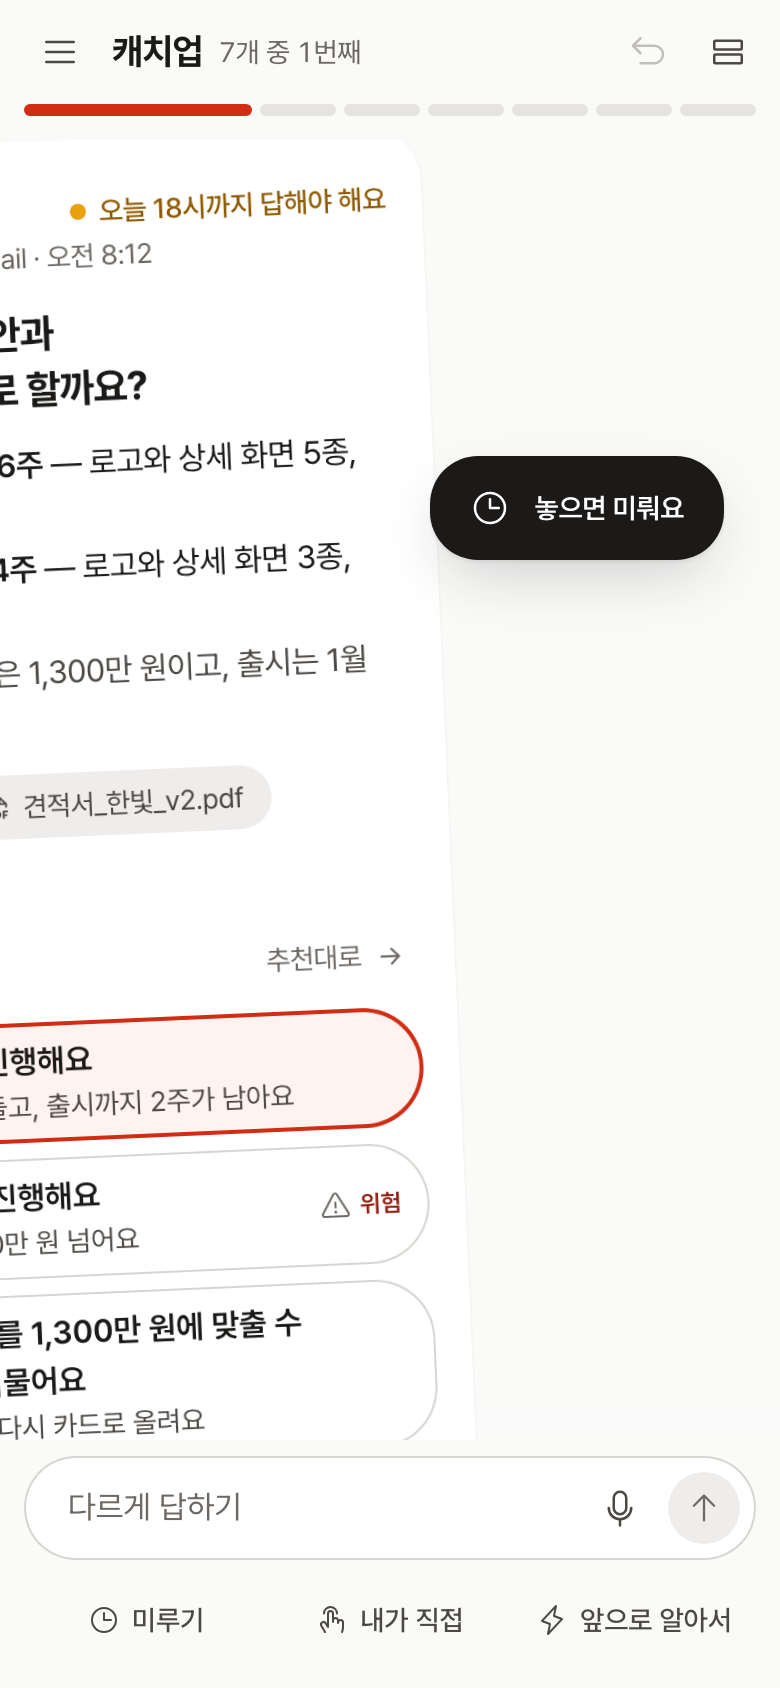 캐치업 7개 중 1번째
오늘 18시까지 답해야 해요
ail · 오전 8:12
안과
로 할까요?
6주 — 로고와 상세 화면 5종,
놓으면 미뤄요
4주 — 로고와 상세 화면 3종,
은 1,300만 원이고, 출시는 1월
견적서_한빛_v2.pdf
추천대로 →
진행해요
들고, 출시까지 2주가 남아요
진행해요
위험
0만 원 넘어요
를 1,300만 원에 맞출 수
물어요
다시 카드로 올려요
다르게 답하기
미루기 내가 직접 앞으로 알아서